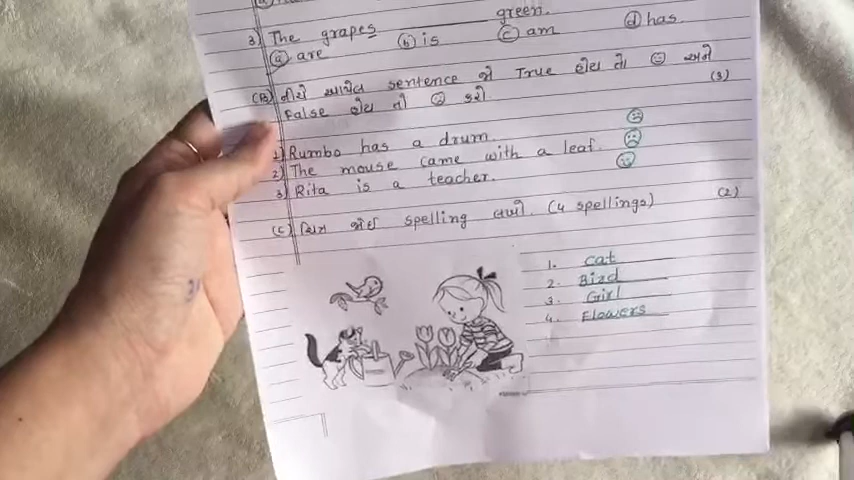 3) The grapes ________ green.
(a) are (b) is (c) am (d) has
(B) નીચે આપેલ sentence જો True હોય તો ☺ અને
False હોય તો ☹ કરો (3)
1) Rumbo has a drum. ☹
2) The mouse came with a leaf. ☹
3) Rita is a teacher. ☺
(C) ચિત્ર જોઈ spelling લખો. (4 spellings) (2)
1. Cat
2. Bird
3. Girl
4. Flowers